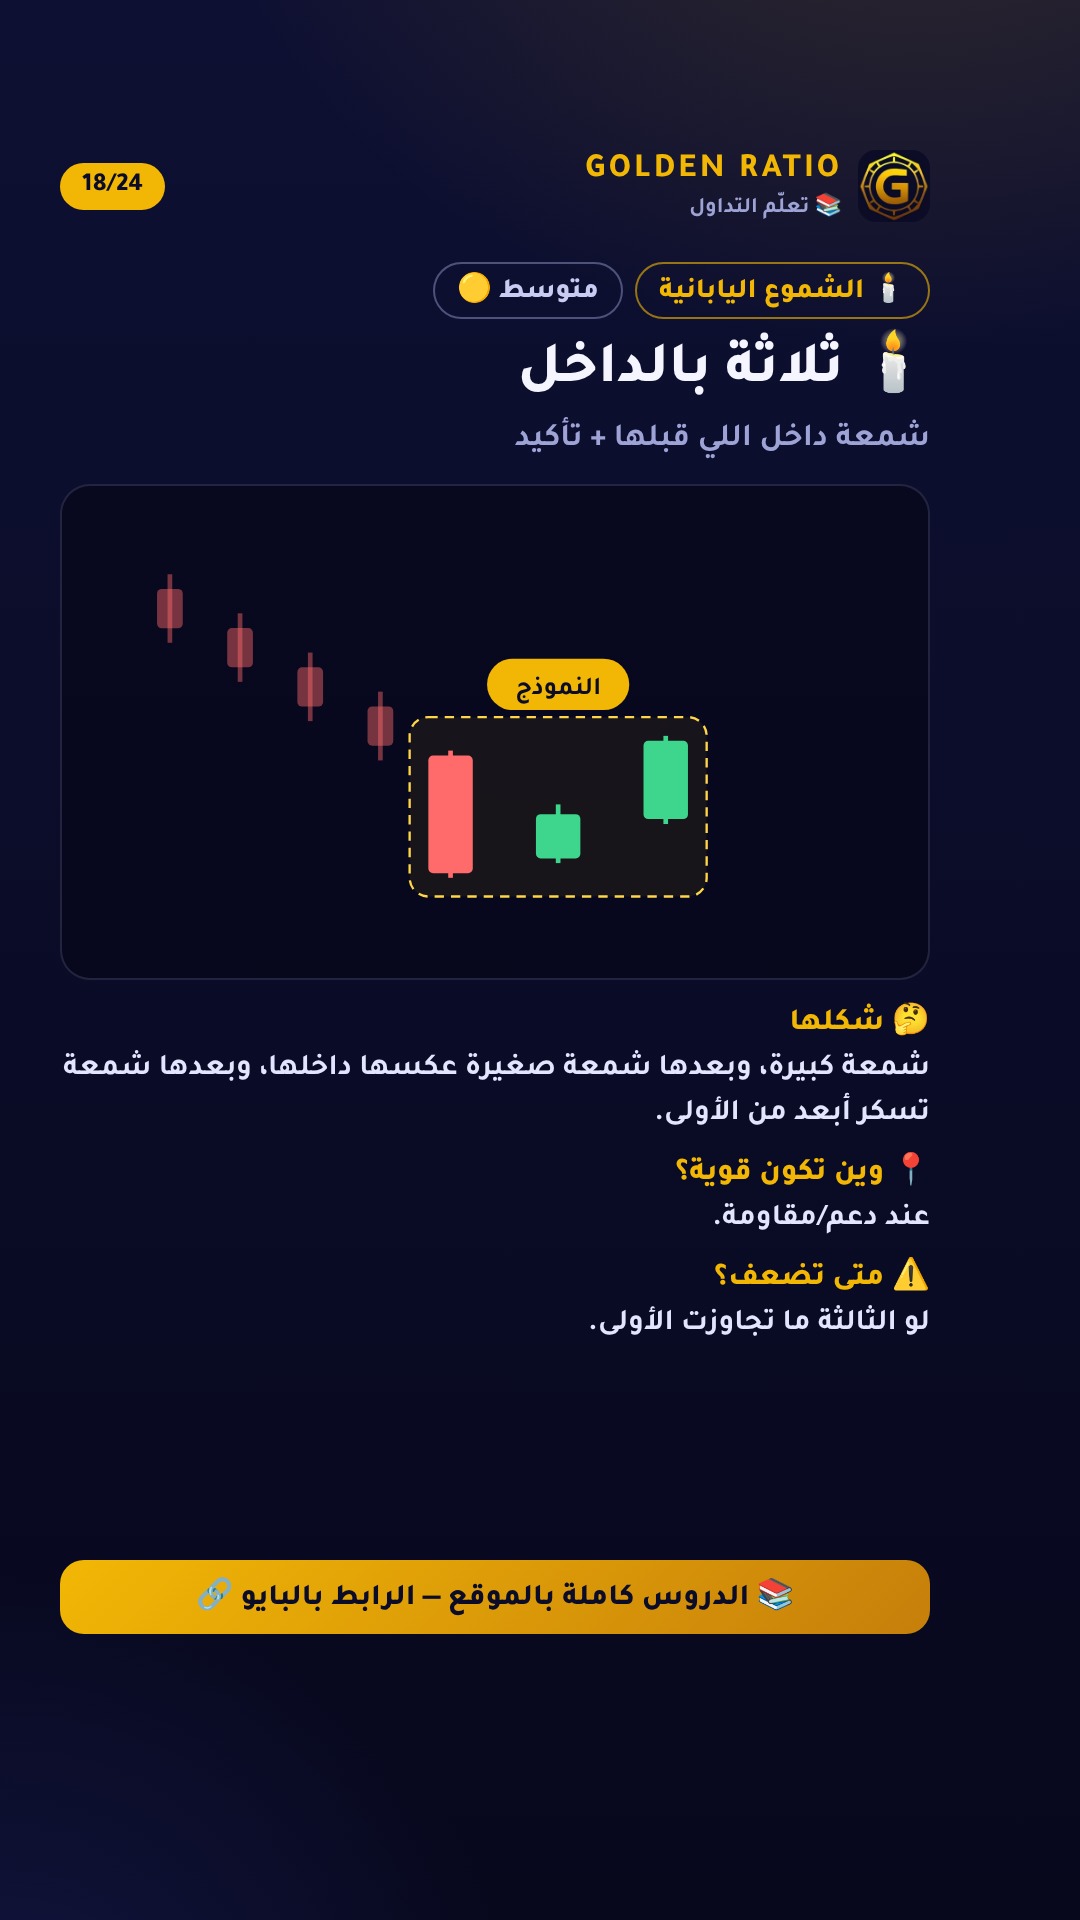 GOLDEN RATIO
📚 تعلّم التداول
18/24
🕯️ الشموع اليابانية
متوسط 🟡
🕯️ ثلاثة بالداخل
شمعة داخل اللي قبلها + تأكيد
النموذج
🤔 شكلها
شمعة كبيرة، وبعدها شمعة صغيرة عكسها داخلها، وبعدها شمعة
تسكر أبعد من الأولى.
📍 وين تكون قوية؟
عند دعم/مقاومة.
⚠️ متى تضعف؟
لو الثالثة ما تجاوزت الأولى.
📚 الدروس كاملة بالموقع — الرابط بالبايو 🔗